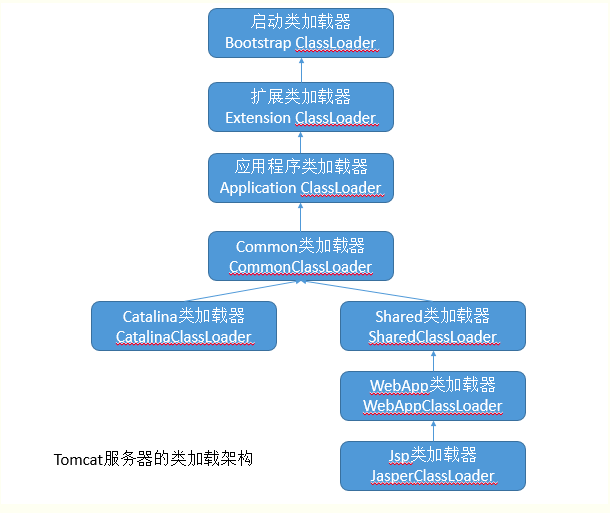 启动类加载器
Bootstrap ClassLoader
扩展类加载器
Extension ClassLoader
应用程序类加载器
Application ClassLoader
Common类加载器
CommonClassLoader
Catalina类加载器
CatalinaClassLoader
Shared类加载器
SharedClassLoader
WebApp类加载器
WebAppClassLoader
Jsp类加载器
JasperClassLoader
Tomcat服务器的类加载架构